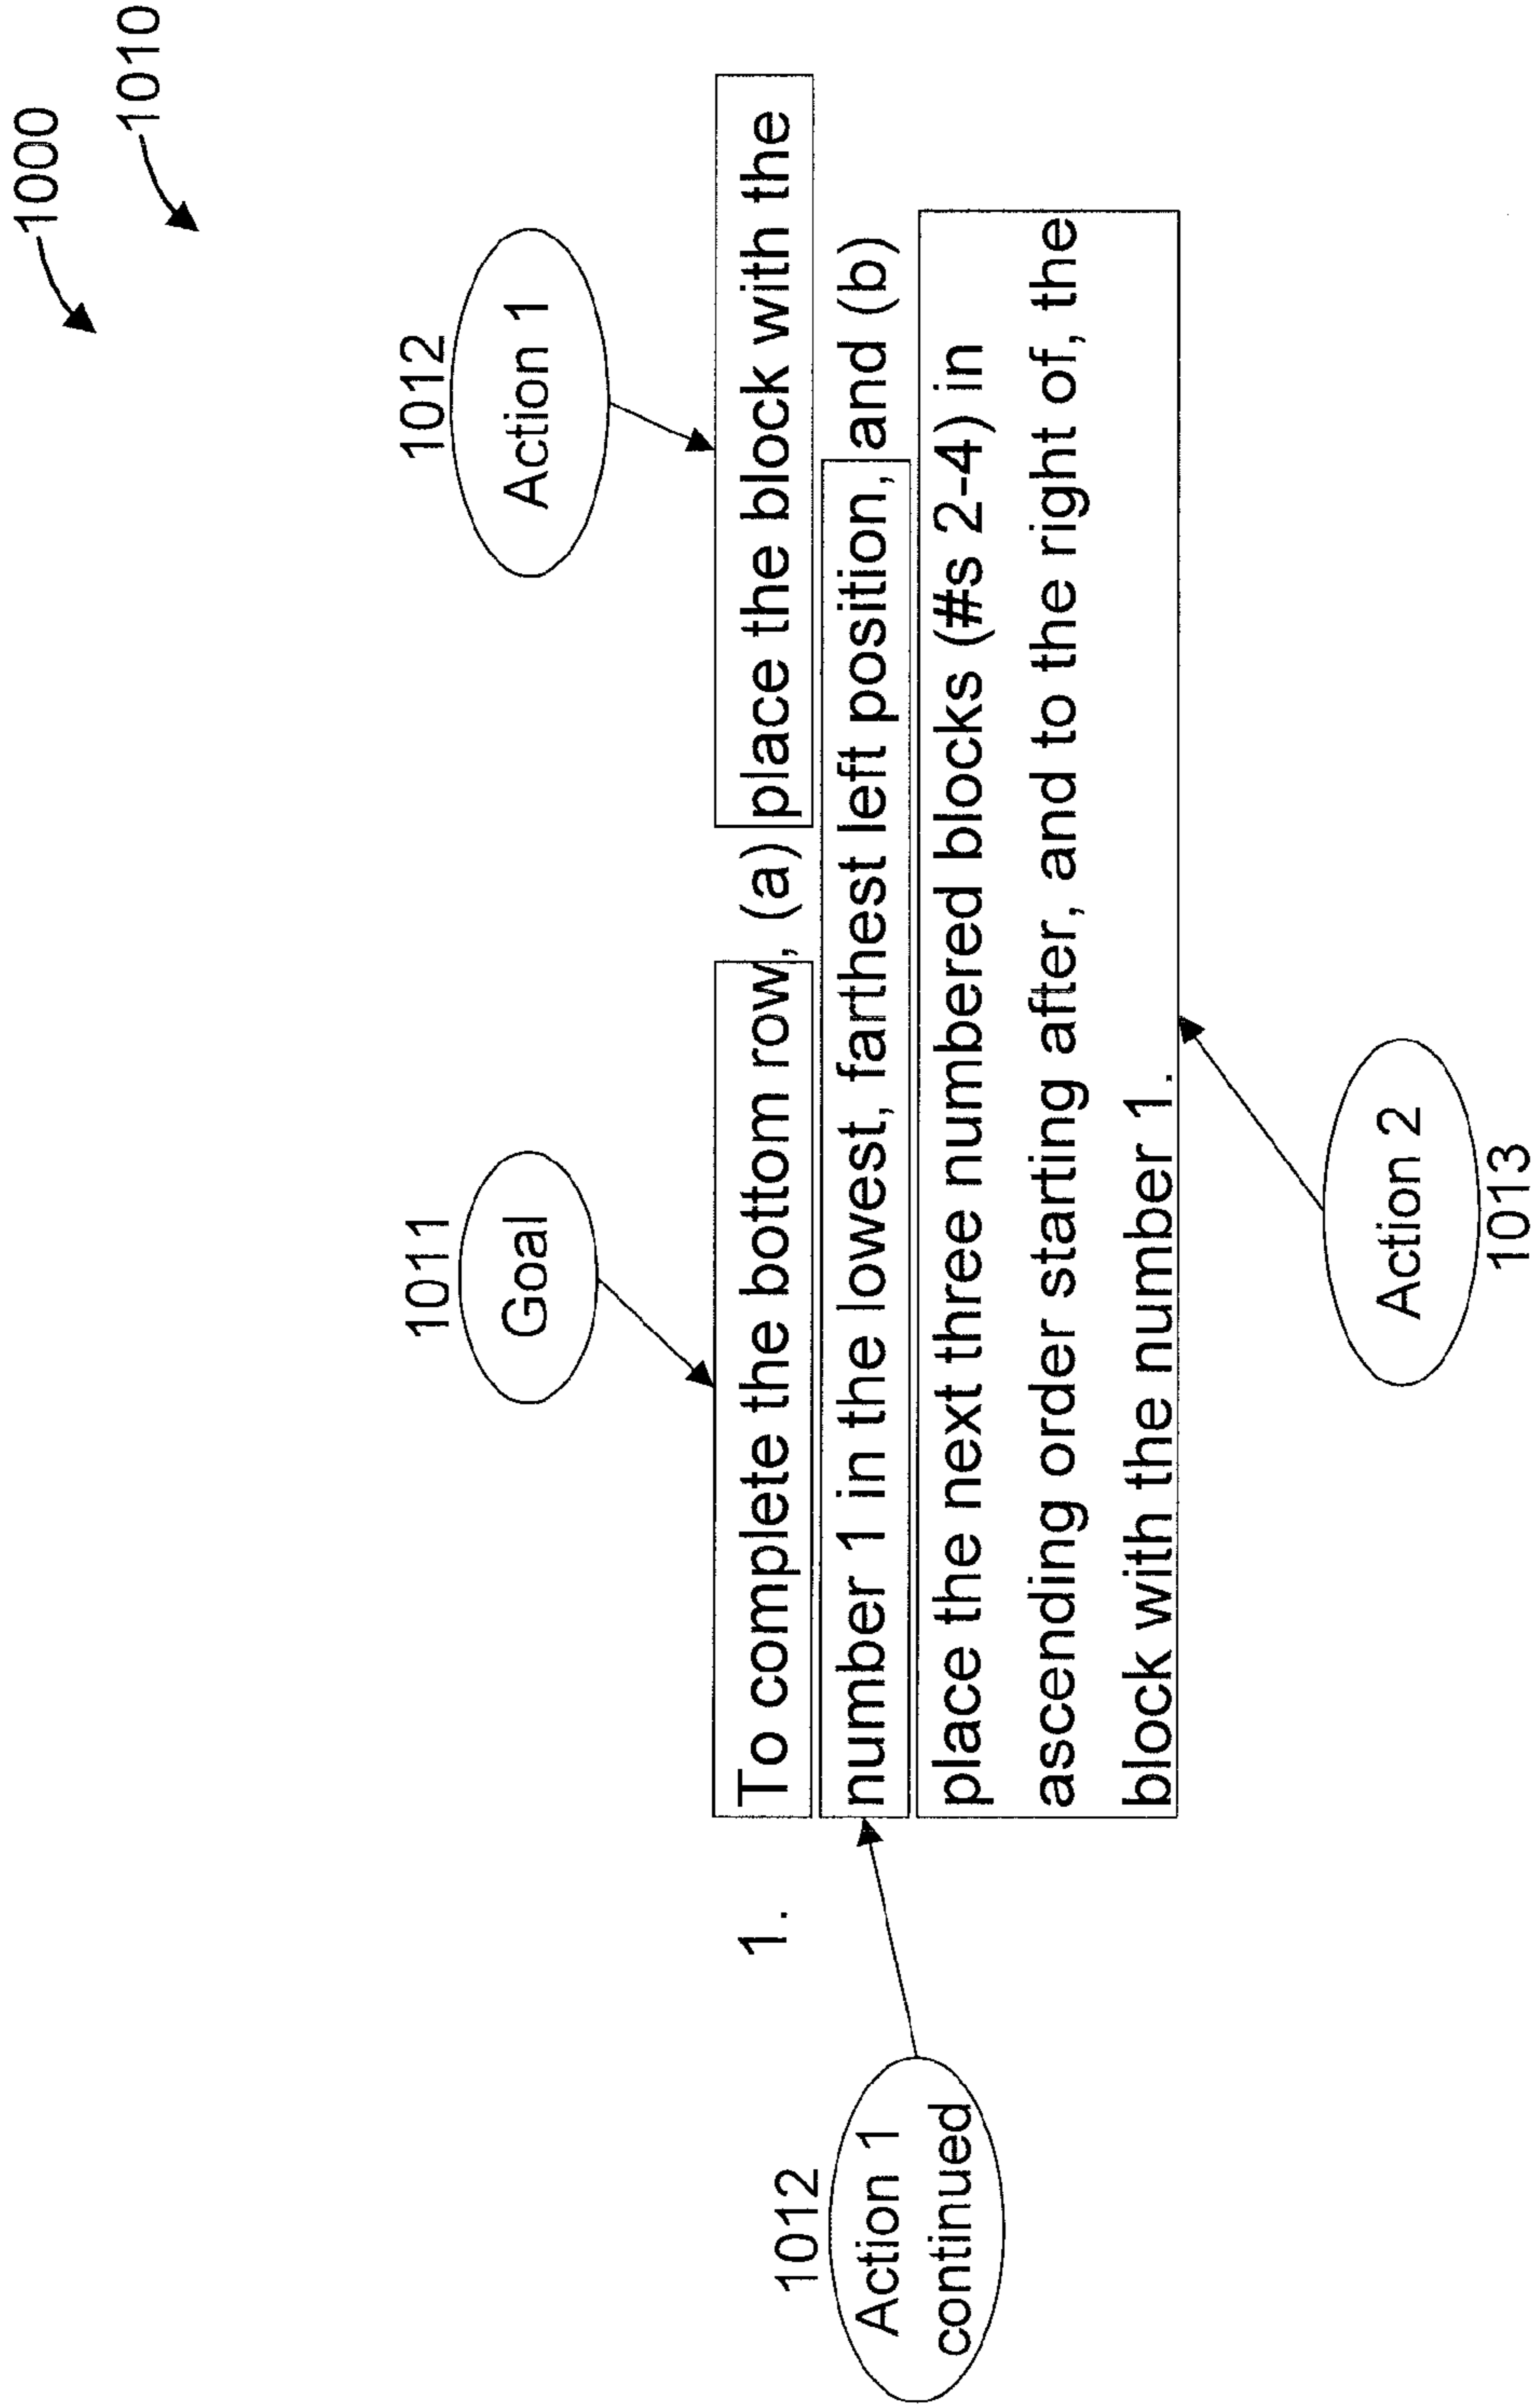 1000
1010
1011
Goal
1012
Action 1
1. To complete the bottom row, (a) place the block with the
number 1 in the lowest, farthest left position, and (b)
place the next three numbered blocks (#s 2-4) in
ascending order starting after, and to the right of, the
block with the number 1.
1012
Action 1
continued
Action 2
1013